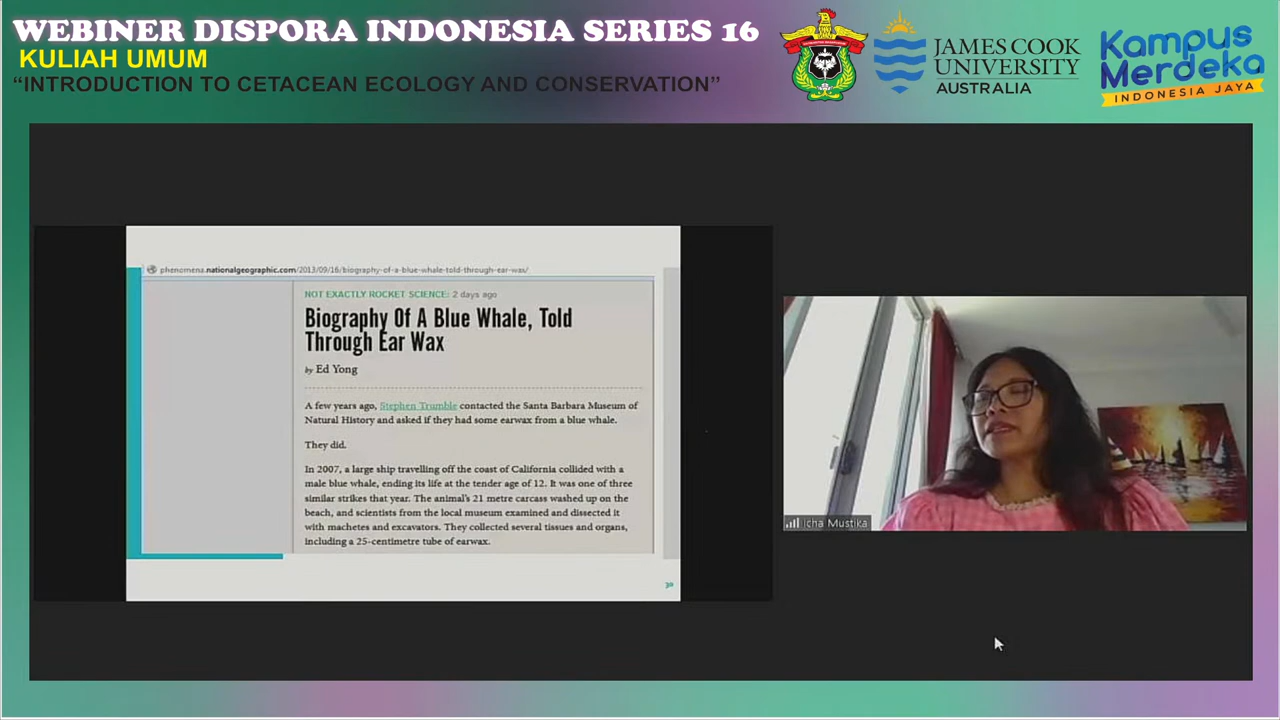 WEBINER DISPORA INDONESIA SERIES 16
KULIAH UMUM
“INTRODUCTION TO CETACEAN ECOLOGY AND CONSERVATION”
JAMES COOK
UNIVERSITY
AUSTRALIA
Kampus
Merdeka
INDONESIA JAYA
phenomena.nationalgeographic.com/2013/09/16/biography-of-a-blue-whale-told-through-ear-wax/
NOT EXACTLY ROCKET SCIENCE: 2 days ago
Biography Of A Blue Whale, Told
Through Ear Wax
by Ed Yong
A few years ago, Stephen Trumble contacted the Santa Barbara Museum of
Natural History and asked if they had some earwax from a blue whale.
They did.
In 2007, a large ship travelling off the coast of California collided with a
male blue whale, ending its life at the tender age of 12. It was one of three
similar strikes that year. The animal's 21 metre carcass washed up on the
beach, and scientists from the local museum examined and dissected it
with machetes and excavators. They collected several tissues and organs,
including a 25-centimetre tube of earwax.
30
Icha Mustika